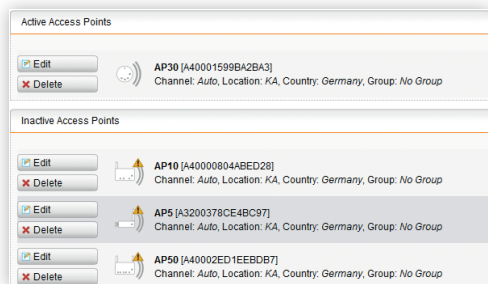 Active Access Points
Edit
Delete
AP30 [A40001599BA2BA3]
Channel: Auto, Location: KA, Country: Germany, Group: No Group
Inactive Access Points
Edit
Delete
AP10 [A40000804ABED28]
Channel: Auto, Location: KA, Country: Germany, Group: No Group
Edit
Delete
AP5 [A3200378CE4BC97]
Channel: Auto, Location: KA, Country: Germany, Group: No Group
Edit
Delete
AP50 [A40002ED1EEBDB7]
Channel: Auto, Location: KA, Country: Germany, Group: No Group